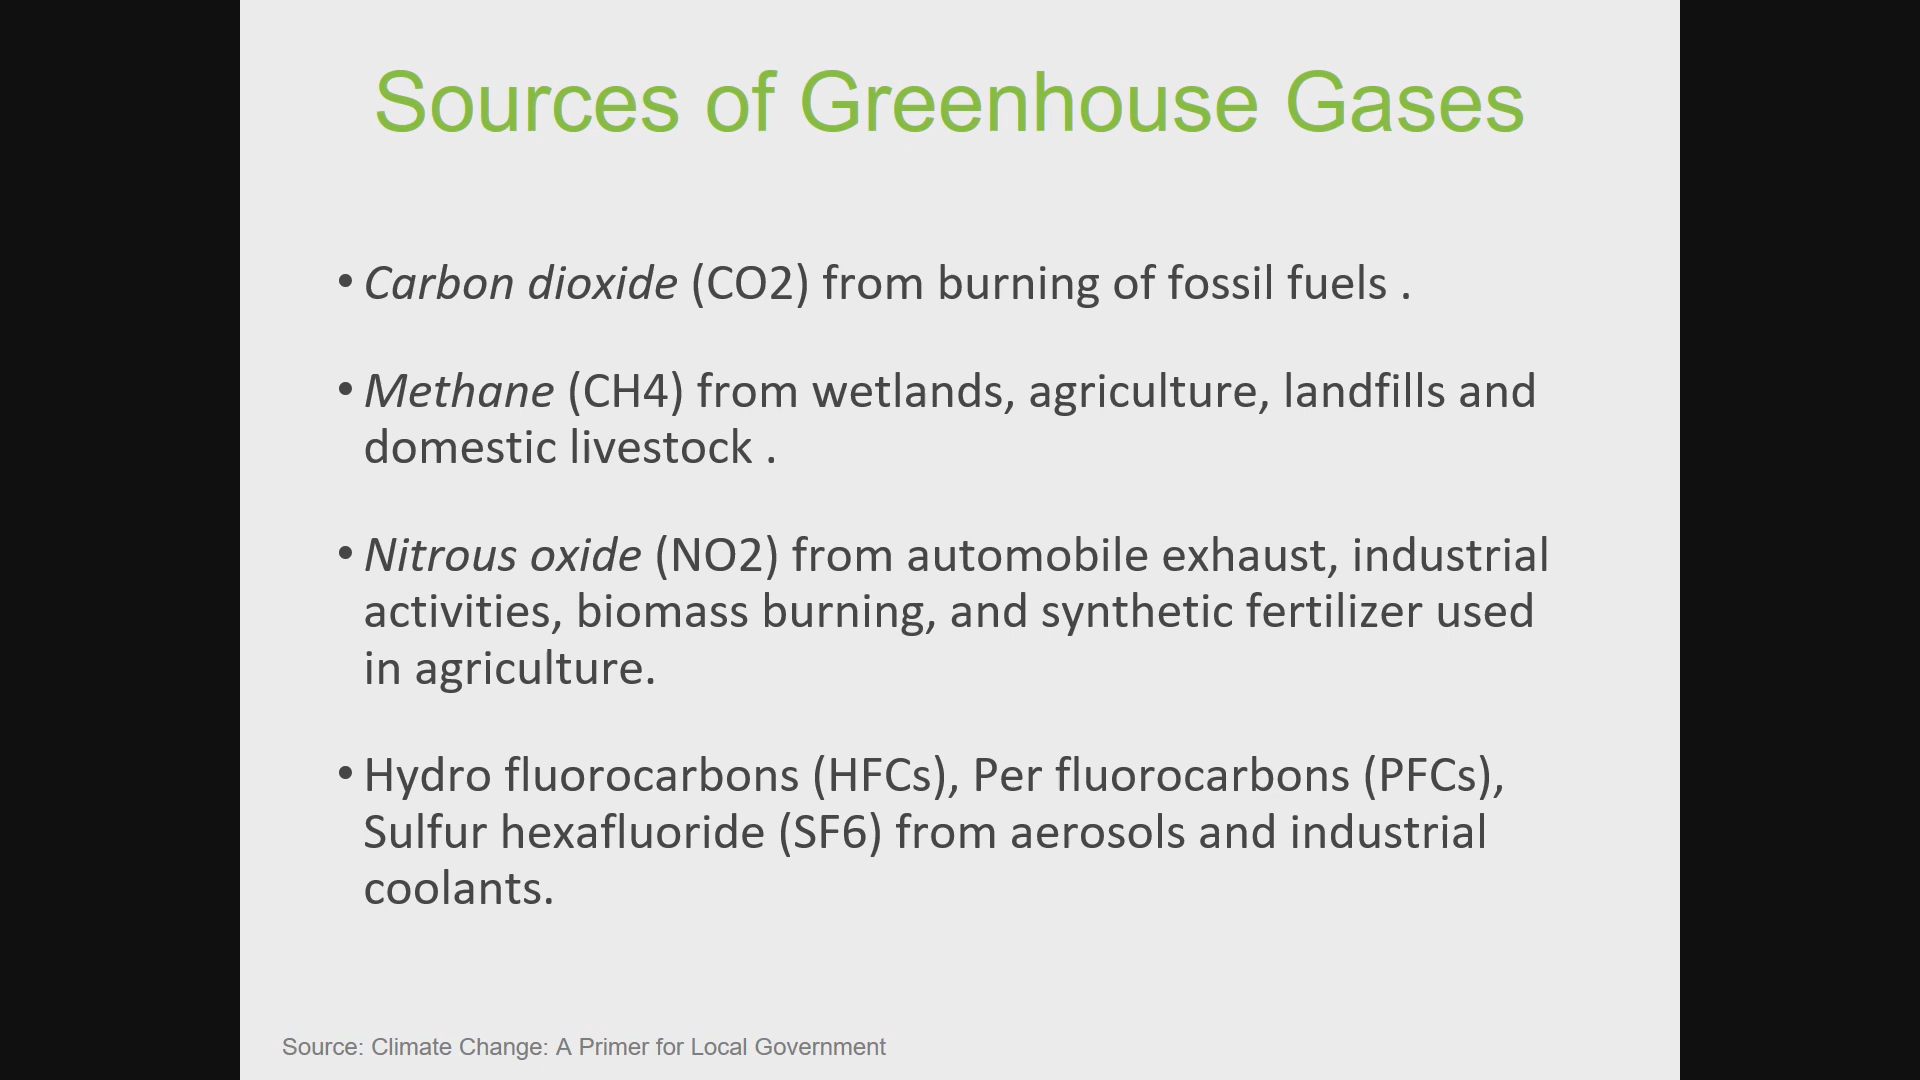 Sources of Greenhouse Gases
• Carbon dioxide (CO2) from burning of fossil fuels .
• Methane (CH4) from wetlands, agriculture, landfills and
domestic livestock .
• Nitrous oxide (NO2) from automobile exhaust, industrial
activities, biomass burning, and synthetic fertilizer used
in agriculture.
• Hydro fluorocarbons (HFCs), Per fluorocarbons (PFCs),
Sulfur hexafluoride (SF6) from aerosols and industrial
coolants.
Source: Climate Change: A Primer for Local Government